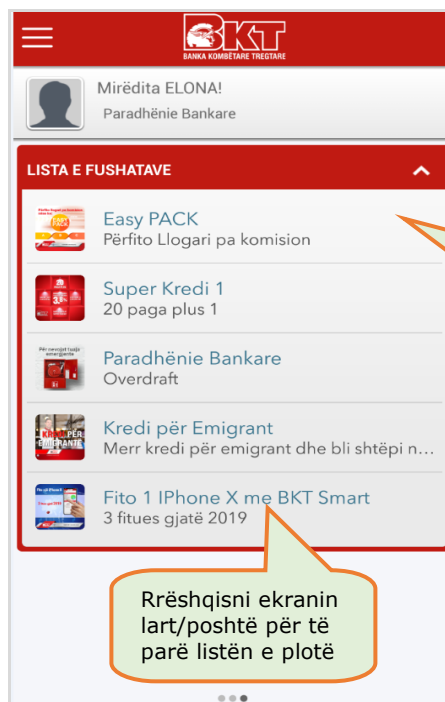 BKT
BANKA KOMBËTARE TREGTARE
Mirëdita ELONA!
Paradhënie Bankare
LISTA E FUSHATAVE
Easy PACK
Përfito Llogari pa komision
Super Kredi 1
20 paga plus 1
Paradhënie Bankare
Overdraft
Kredi për Emigrant
Merr kredi për emigrant dhe bli shtëpi n...
Fito 1 IPhone X me BKT Smart
3 fitues gjatë 2019
Rrëshqisni ekranin
lart/poshtë për të
parë listën e plotë